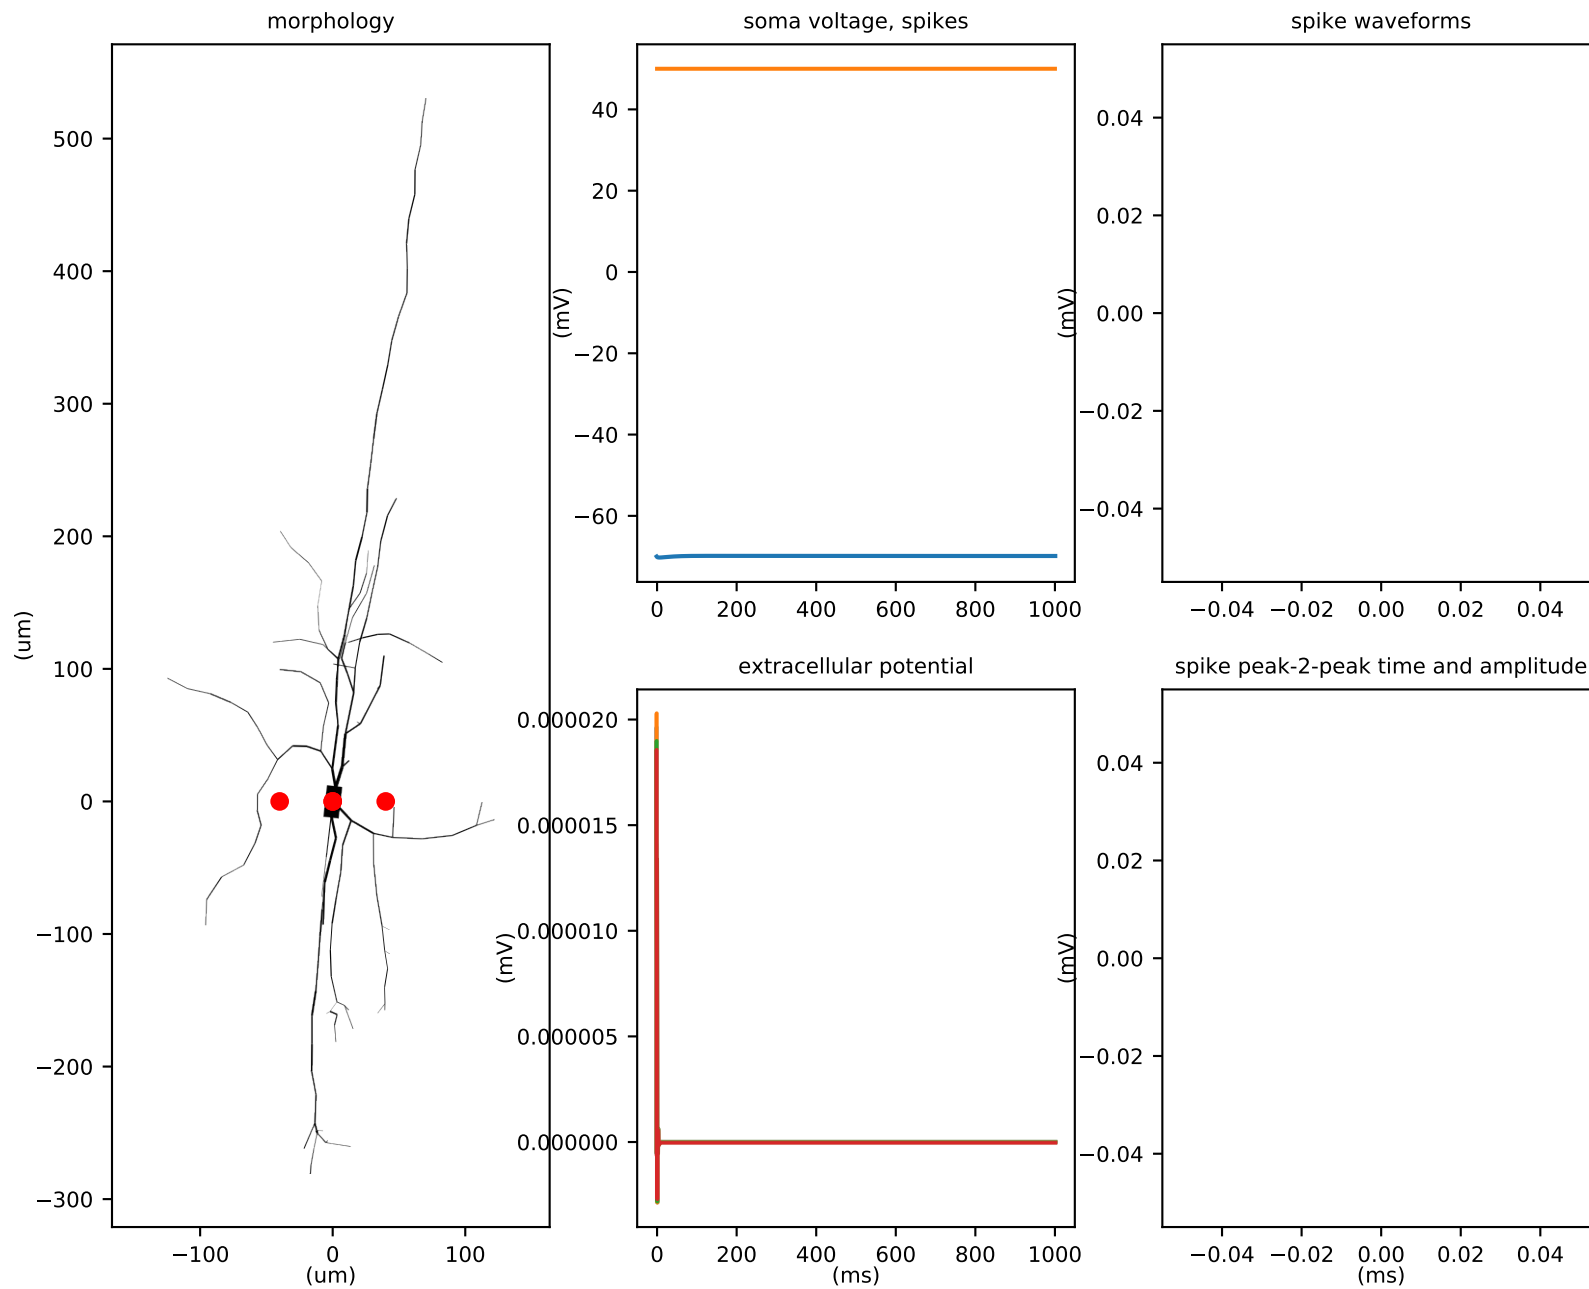 morphology
500
400
300
200
100
0
−100
−200
−300
(um)
−100 0 100
(um)
soma voltage, spikes
40
20
0
−20
−40
−60
(mV)
0 200 400 600 800 1000
spike waveforms
0.04
0.02
0.00
−0.02
−0.04
(mV)
−0.04 −0.02 0.00 0.02 0.04
extracellular potential
0.000020
0.000015
0.000010
0.000005
0.000000
(mV)
0 200 400 600 800 1000
(ms)
spike peak-2-peak time and amplitude
0.04
0.02
0.00
−0.02
−0.04
(mV)
−0.04 −0.02 0.00 0.02 0.04
(ms)